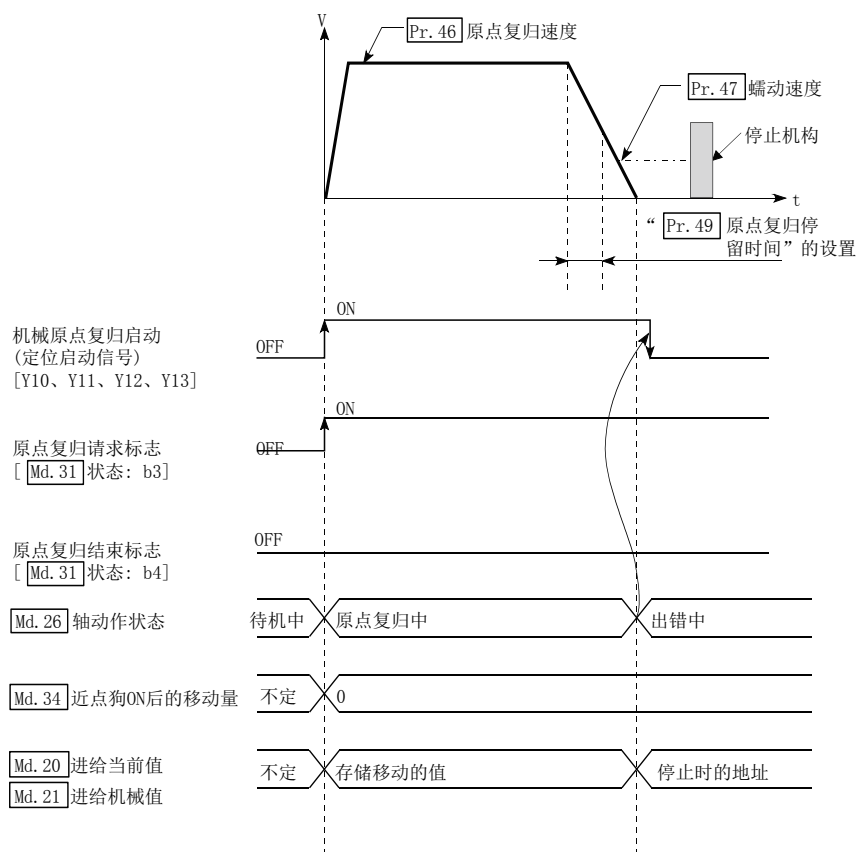 V
Pr. 46 原点复归速度
Pr. 47 蠕动速度
停止机构
t
“ Pr. 49 原点复归停
留时间”的设置
机械原点复归启动
(定位启动信号)
[Y10、Y11、Y12、Y13]
OFF
ON
原点复归请求标志
[ Md. 31 状态: b3]
OFF
ON
原点复归结束标志
[ Md. 31 状态: b4]
OFF
Md. 26 轴动作状态
待机中
原点复归中
出错中
Md. 34 近点狗ON后的移动量
不定
0
Md. 20 进给当前值
Md. 21 进给机械值
不定
存储移动的值
停止时的地址